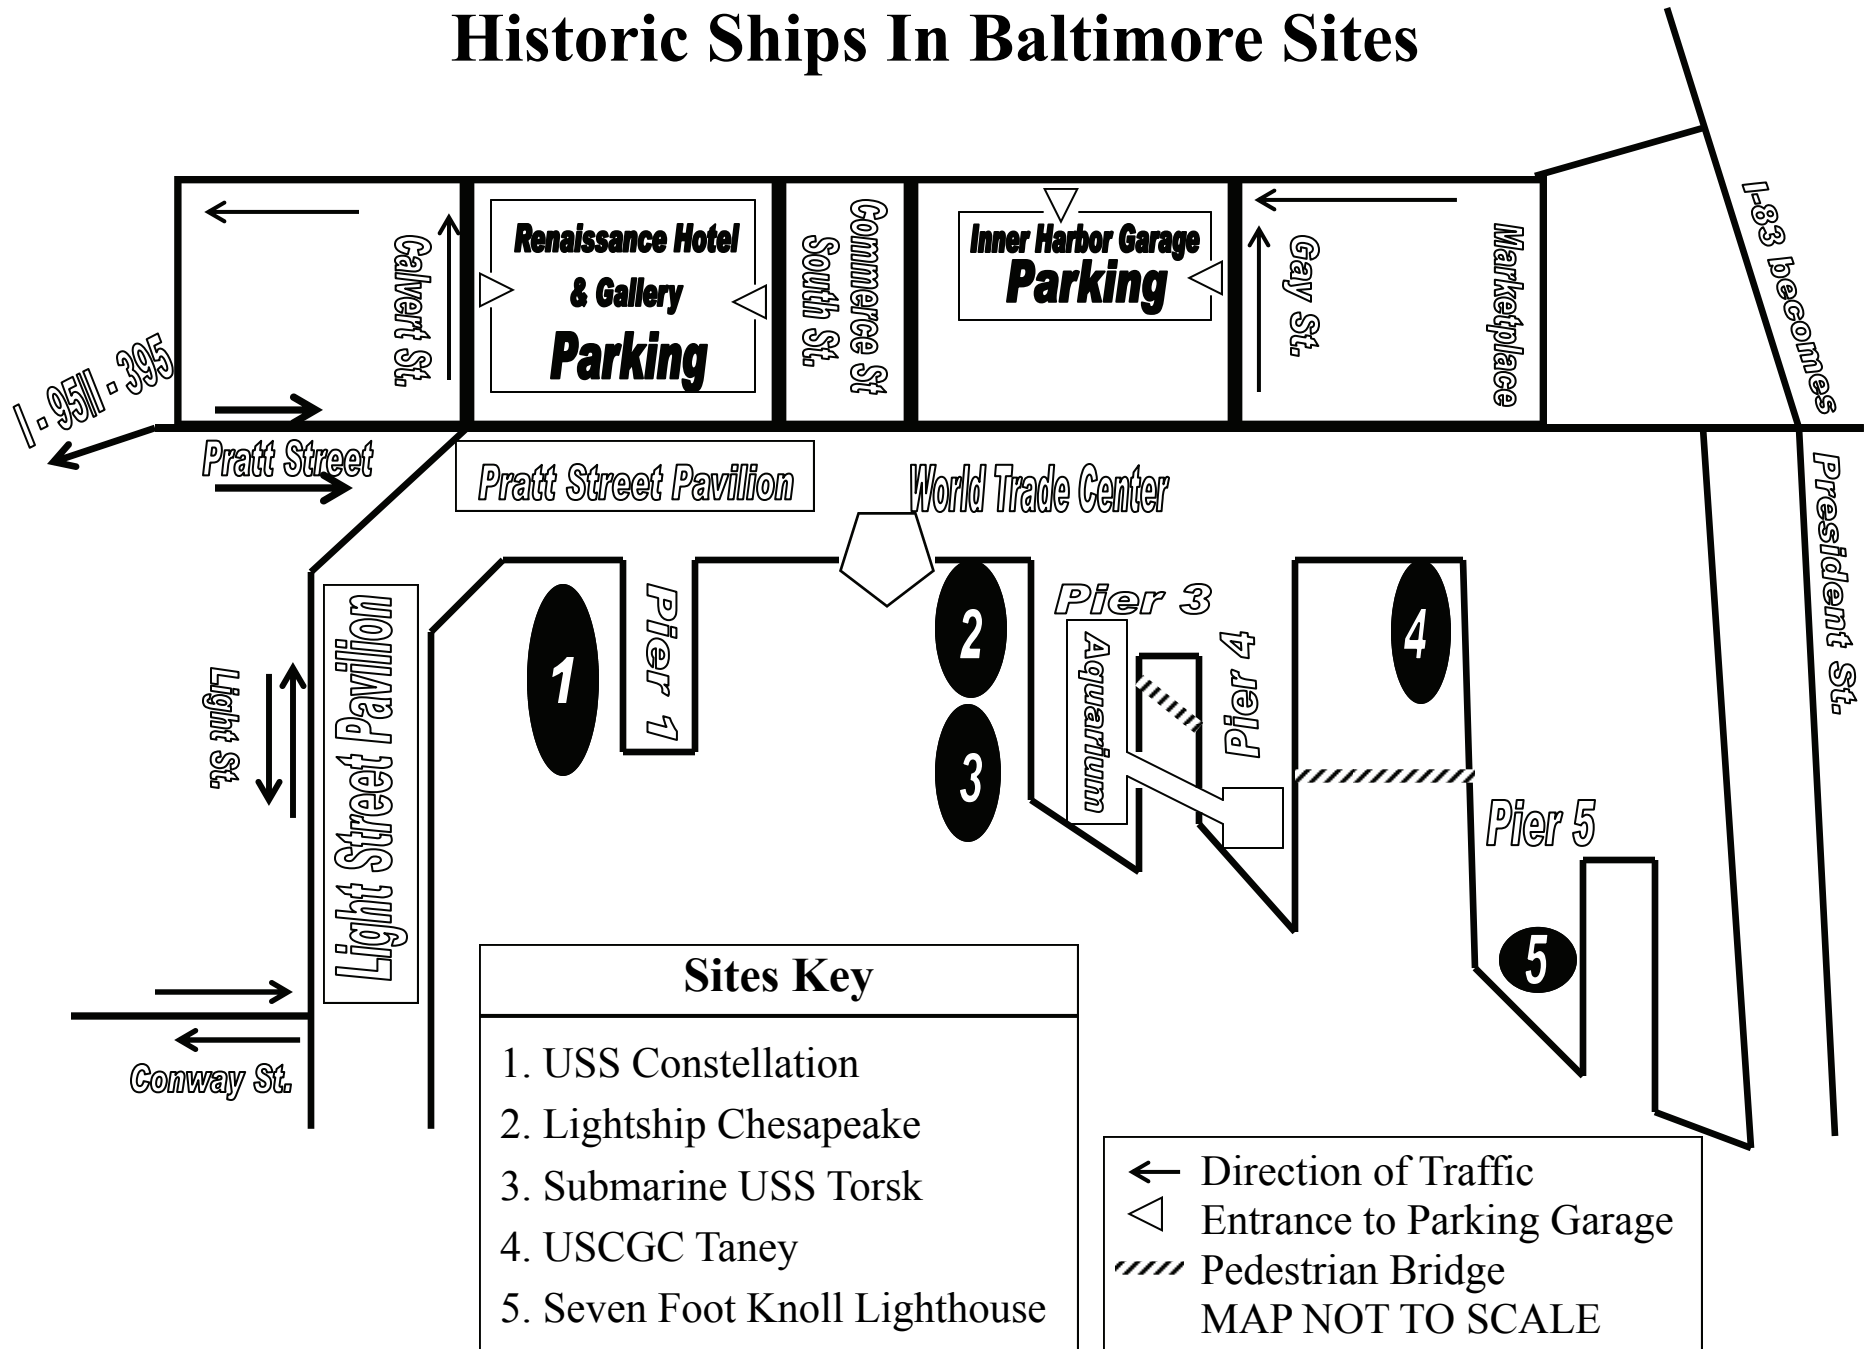 Historic Ships In Baltimore Sites
I-83 becomes
Calvert St.
Renaissance Hotel
& Gallery
Parking
South St.
Commerce St
Inner Harbor Garage
Parking
Gay St.
Marketplace
I - 95/I - 395
Pratt Street
Pratt Street Pavilion
World Trade Center
President St.
Light St.
Light Street Pavilion
1
Pier 1
2
3
Pier 3
Aquarium
Pier 4
4
Pier 5
5
Conway St.
Sites Key
1. USS Constellation
2. Lightship Chesapeake
3. Submarine USS Torsk
4. USCGC Taney
5. Seven Foot Knoll Lighthouse
Direction of Traffic
Entrance to Parking Garage
Pedestrian Bridge
MAP NOT TO SCALE